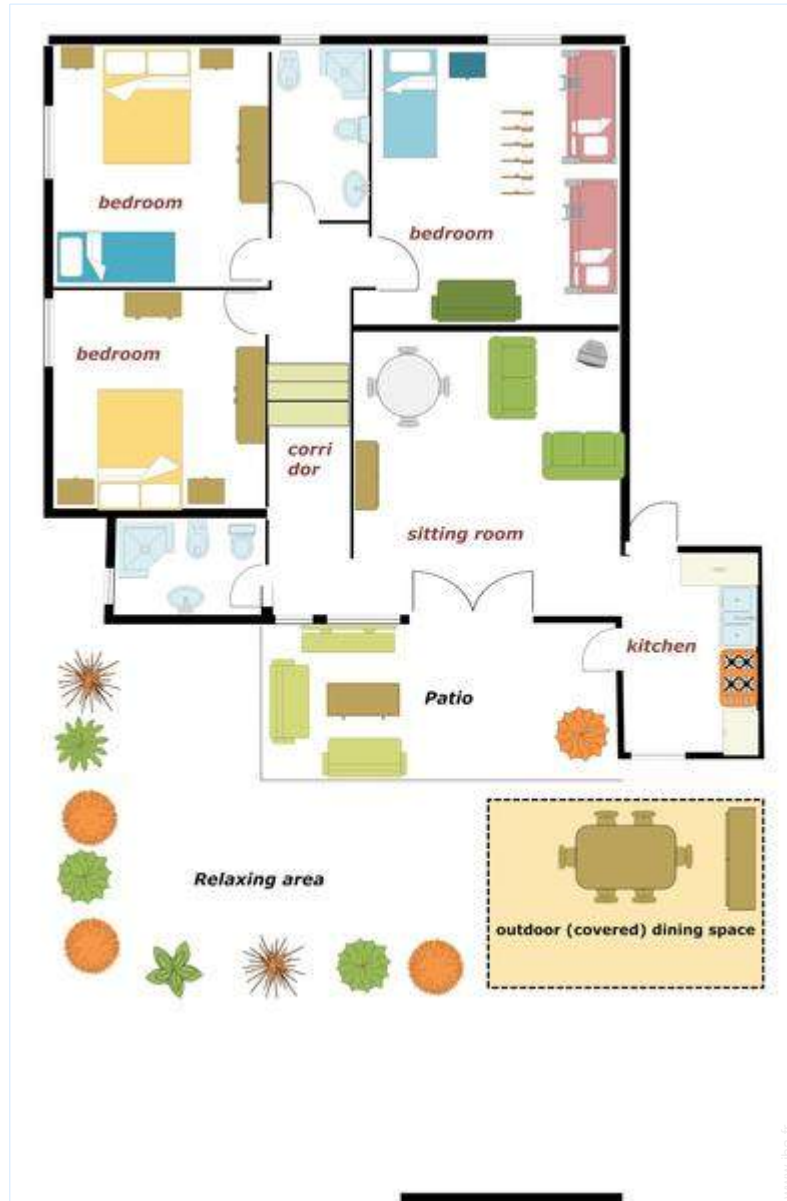 bedroom
bedroom
bedroom
corri
dor
sitting room
kitchen
Patio
Relaxing area
outdoor (covered) dining space